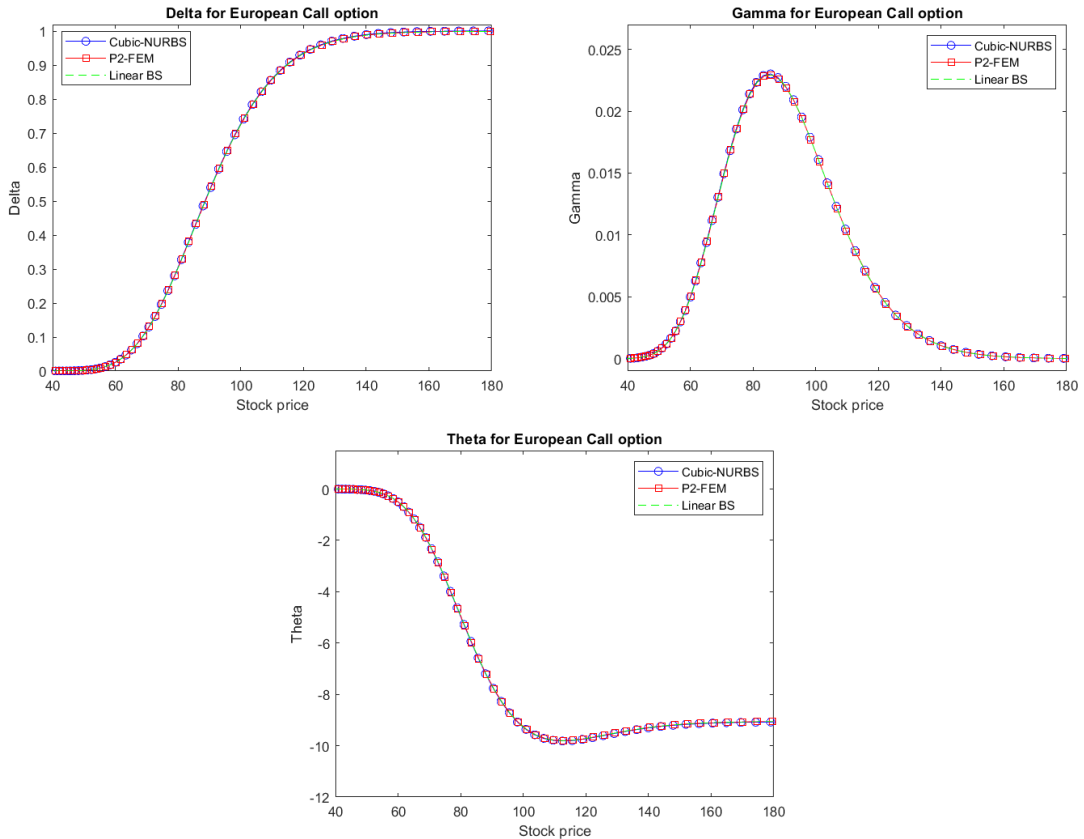 Delta for European Call option
Cubic-NURBS
P2-FEM
Linear BS
1
0.9
0.8
0.7
0.6
0.5
0.4
0.3
0.2
0.1
0
Delta
40 60 80 100 120 140 160 180
Stock price
Gamma for European Call option
Cubic-NURBS
P2-FEM
Linear BS
0.025
0.02
0.015
0.01
0.005
0
Gamma
40 60 80 100 120 140 160 180
Stock price
Theta for European Call option
Cubic-NURBS
P2-FEM
Linear BS
0
-2
-4
-6
-8
-10
-12
Theta
40 60 80 100 120 140 160 180
Stock price